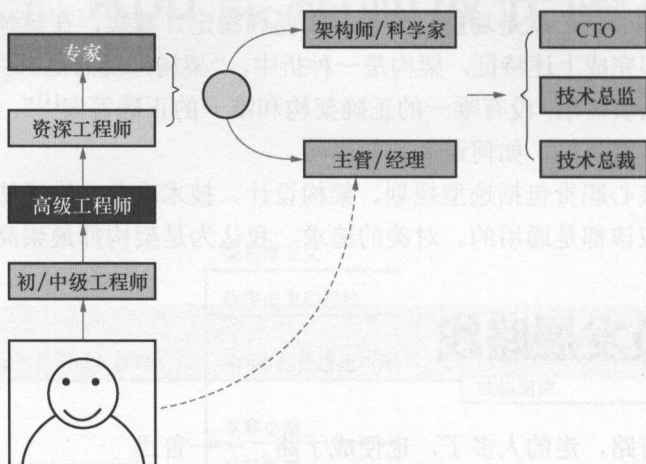 专家
资深工程师
高级工程师
初/中级工程师
架构师/科学家
主管/经理
CTO
技术总监
技术总裁